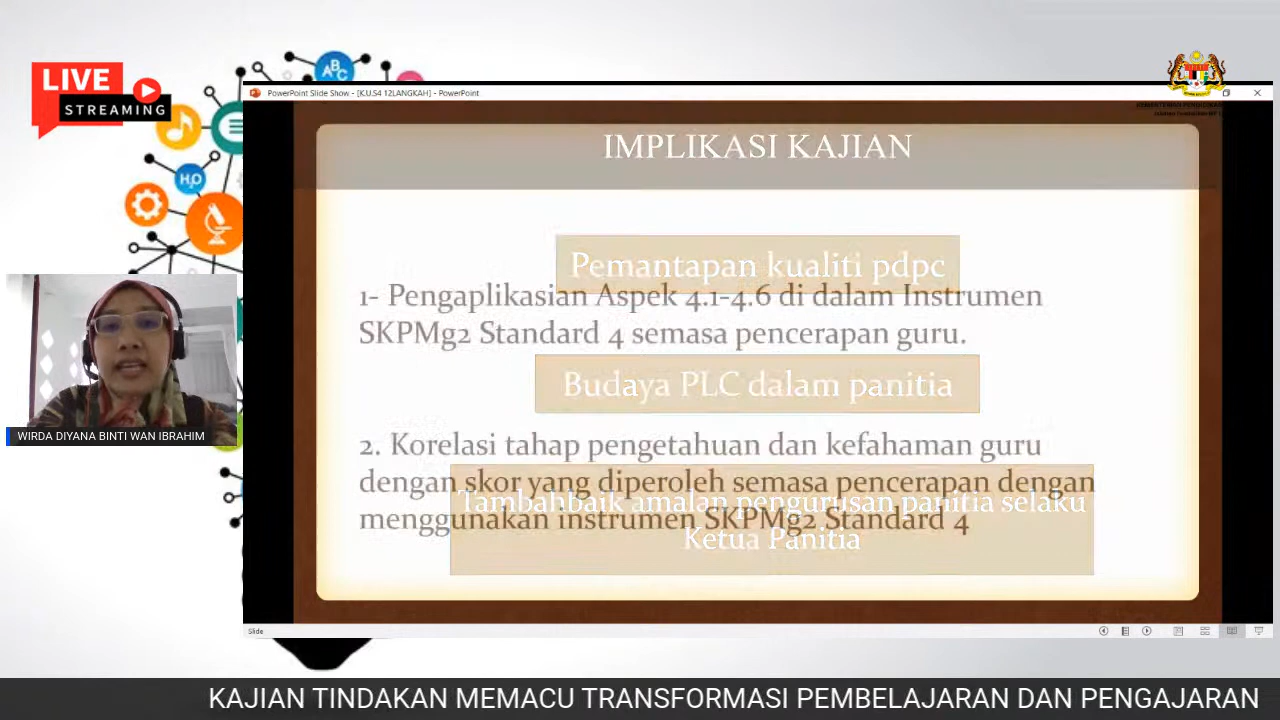 LIVE
STREAMING
ABC
H₂O
PowerPoint Slide Show - [K.U.S4 12LANGKAH] - PowerPoint
IMPLIKASI KAJIAN
Pemantapan kualiti pdpc
1- Pengaplikasian Aspek 4.1-4.6 di dalam Instrumen
SKPMg2 Standard 4 semasa pencerapan guru.
Budaya PLC dalam panitia
2. Korelasi tahap pengetahuan dan kefahaman guru
dengan skor yang diperoleh semasa pencerapan dengan
menggunakan instrumen SKPMg2 Standard 4
Tambahbaik amalan pengurusan panitia selaku
Ketua Panitia
WIRDA DIYANA BINTI WAN IBRAHIM
Slide
KAJIAN TINDAKAN MEMACU TRANSFORMASI PEMBELAJARAN DAN PENGAJARAN